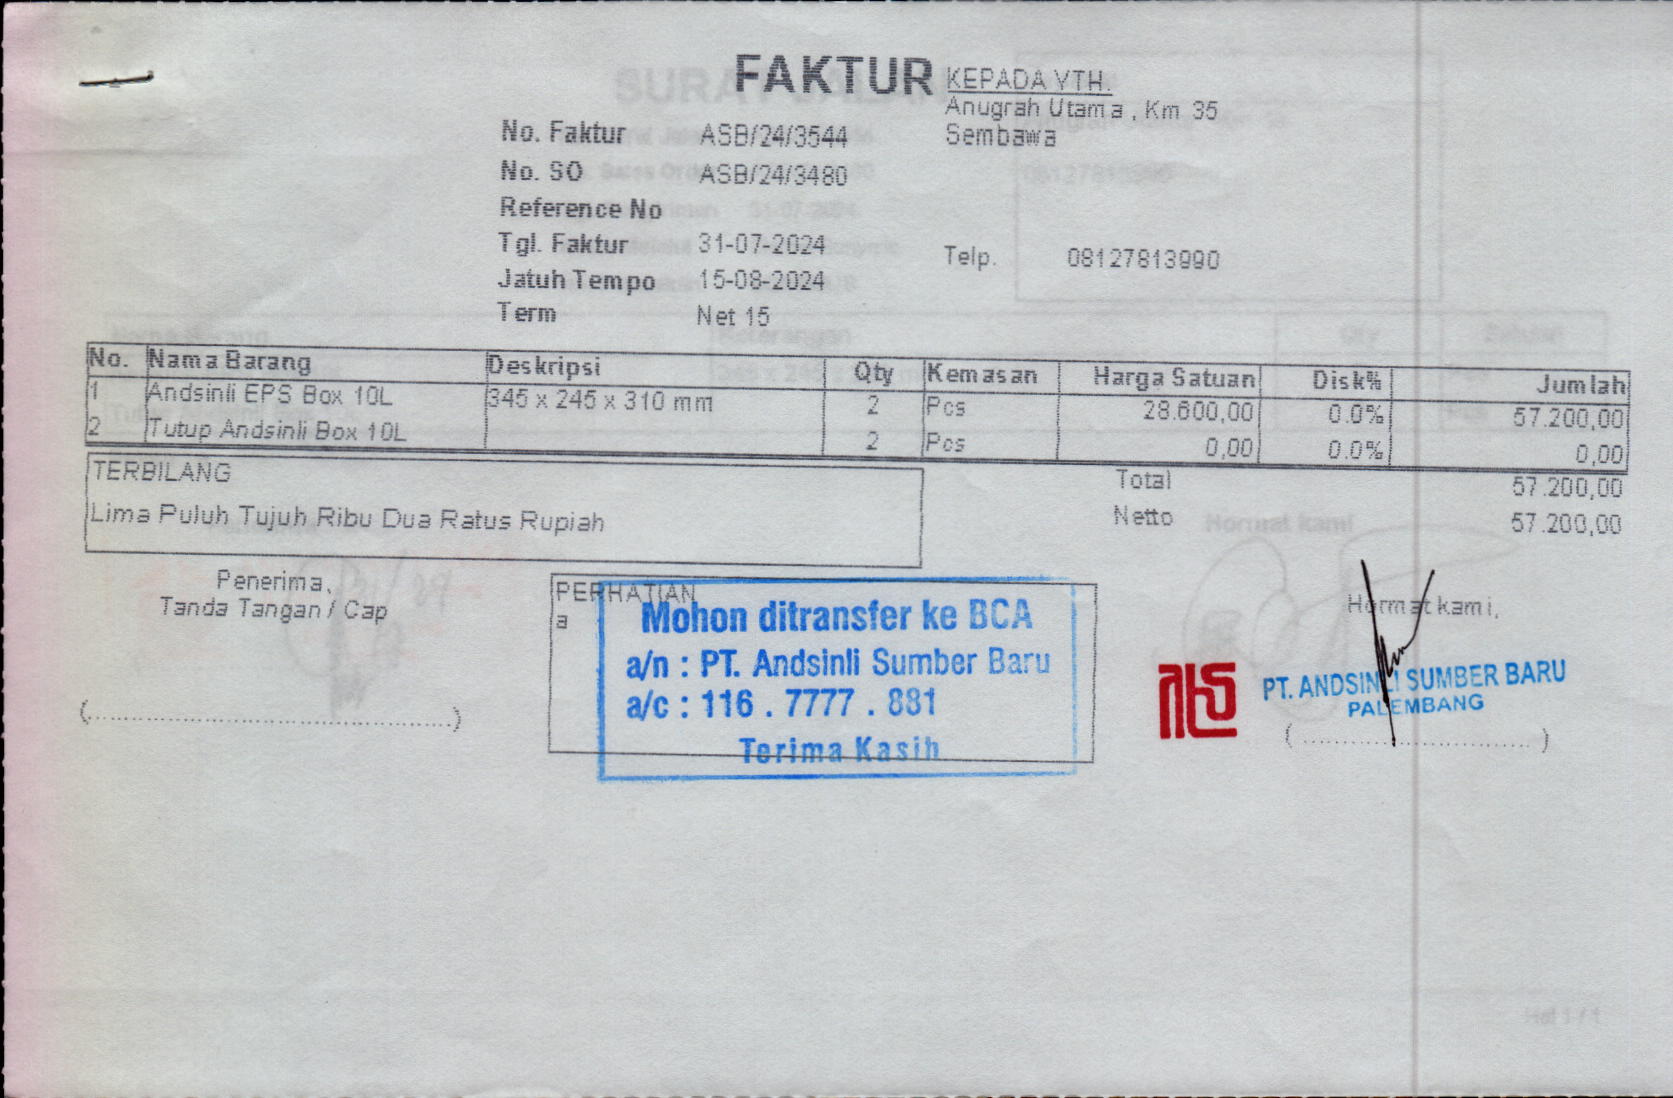 FAKTUR
No. Faktur ASB/24/3544
No. SO ASB/24/3480
Reference No
Tgl. Faktur 31-07-2024
Jatuh Tempo 15-08-2024
Term Net 15
KEPADA YTH.
Anugrah Utama , Km 35
Sembawa
Telp. 08127813990
No. Nama Barang Deskripsi Qty Kemasan Harga Satuan Disk% Jumlah
1 Andsinli EPS Box 10L 345 x 245 x 310 mm 2 Pcs 28.600,00 0.0% 57.200,00
2 Tutup Andsinli Box 10L 2 Pcs 0,00 0.0% 0,00
TERBILANG
Lima Puluh Tujuh Ribu Dua Ratus Rupiah
Total 57.200,00
Netto 57.200,00
Penerima,
Tanda Tangan / Cap
(........................................................)
PERHATIAN
a
Mohon ditransfer ke BCA
a/n : PT. Andsinli Sumber Baru
a/c : 116 . 7777 . 881
Terima Kasih
Hormat kami,
PT. ANDSINLI SUMBER BARU
PALEMBANG
( ................................... )